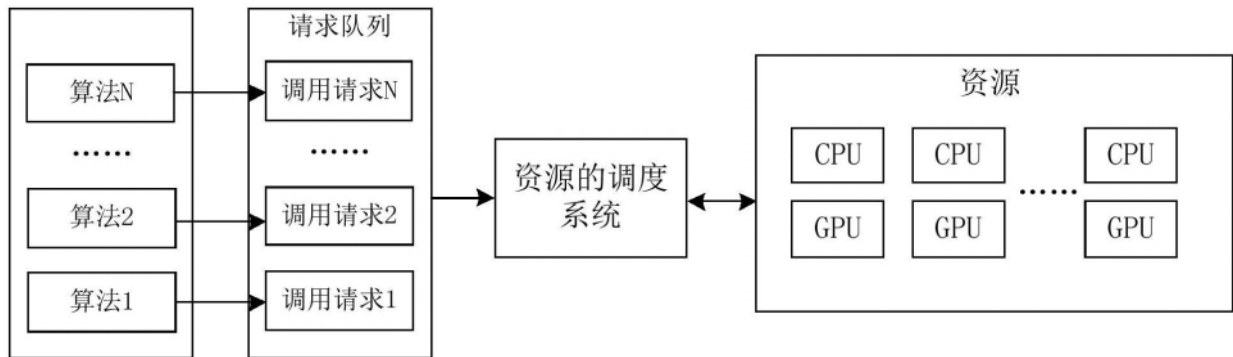 算法N
……
算法2
算法1
请求队列
调用请求N
……
调用请求2
调用请求1
资源的调度
系统
资源
CPU CPU …… CPU
GPU GPU GPU